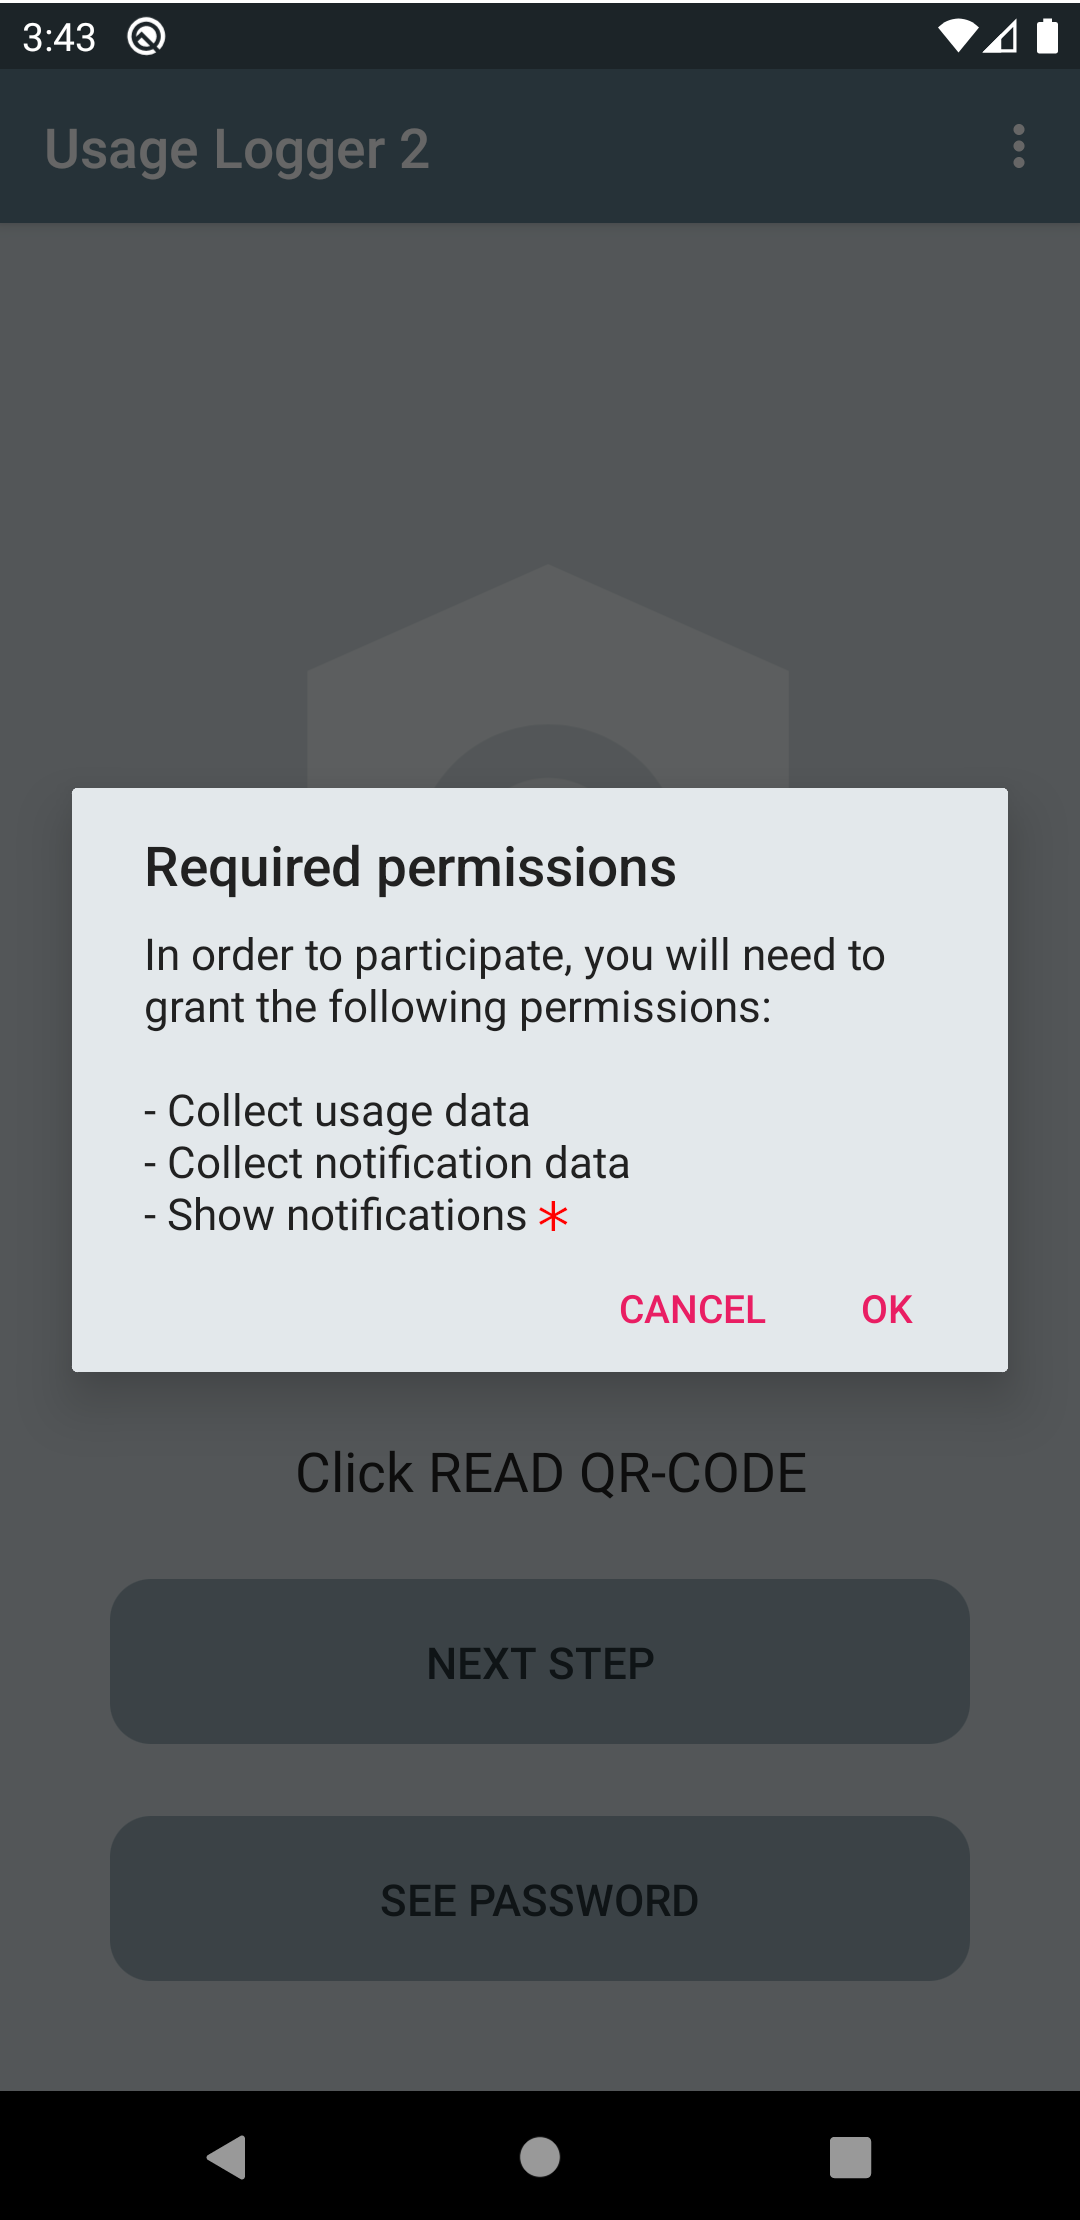 3:43
Usage Logger 2
Required permissions
In order to participate, you will need to
grant the following permissions:
- Collect usage data
- Collect notification data
- Show notifications *
CANCEL OK
Click READ QR-CODE
NEXT STEP
SEE PASSWORD